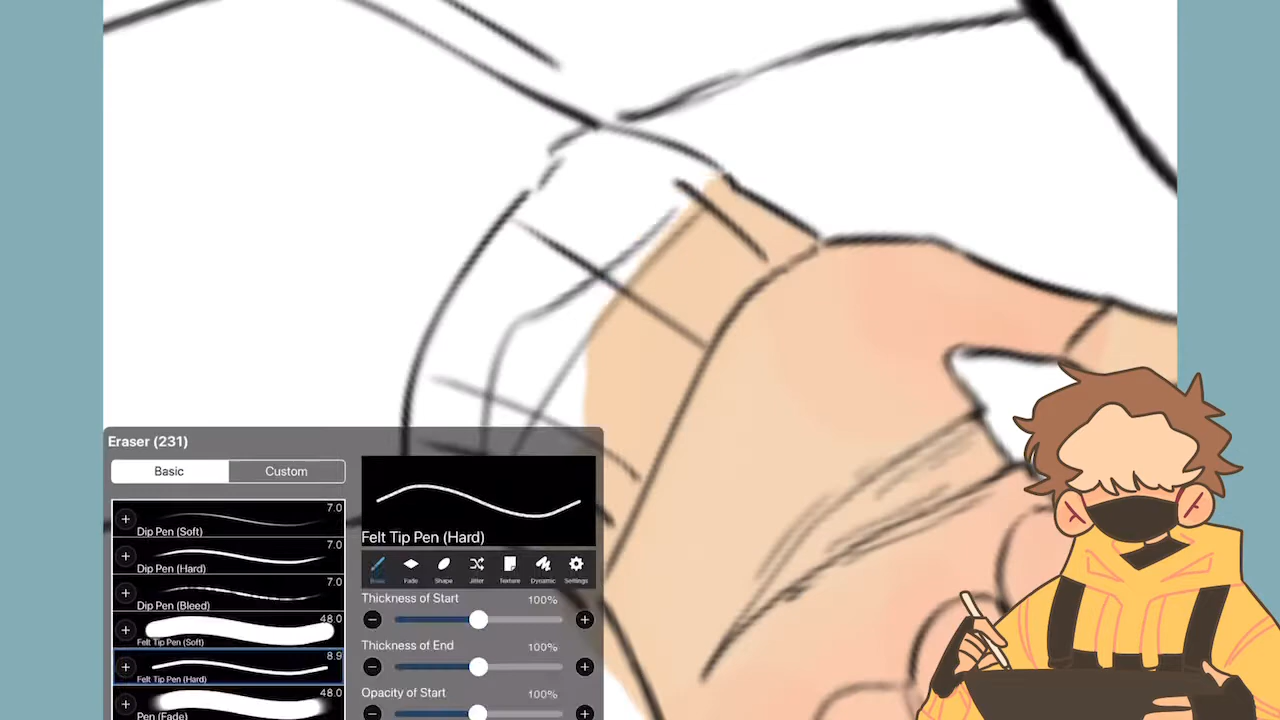 Eraser (231)
Basic
Custom
7.0
Dip Pen (Soft)
7.0
Dip Pen (Hard)
7.0
Dip Pen (Bleed)
48.0
Felt Tip Pen (Soft)
8.9
Felt Tip Pen (Hard)
48.0
Pen (Fade)
Felt Tip Pen (Hard)
Basic
Fade
Shape
Jitter
Texture
Dynamic
Settings
Thickness of Start
100%
Thickness of End
100%
Opacity of Start
100%